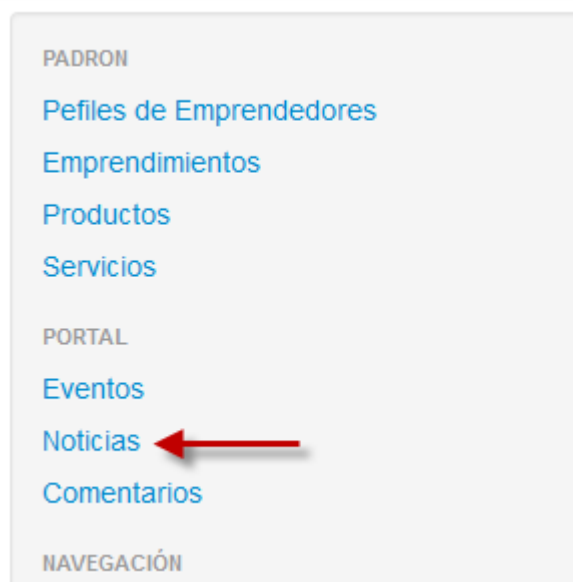 PADRON
Pefiles de Emprendedores
Emprendimientos
Productos
Servicios
PORTAL
Eventos
Noticias
Comentarios
NAVEGACIÓN